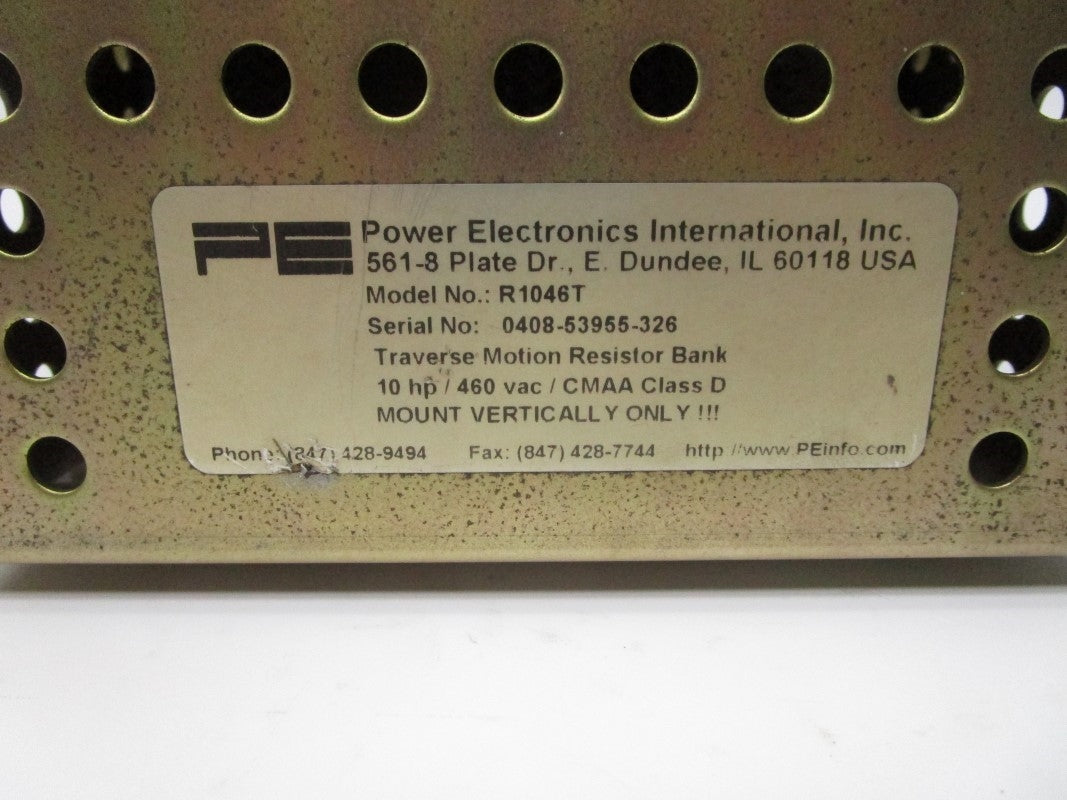 PE Power Electronics International, Inc.
561-8 Plate Dr., E. Dundee, IL 60118 USA
Model No.: R1046T
Serial No: 0408-53955-326
Traverse Motion Resistor Bank
10 hp / 460 vac / CMAA Class D
MOUNT VERTICALLY ONLY !!!
Phone: (847) 428-9494 Fax: (847) 428-7744 http://www.PEinfo.com